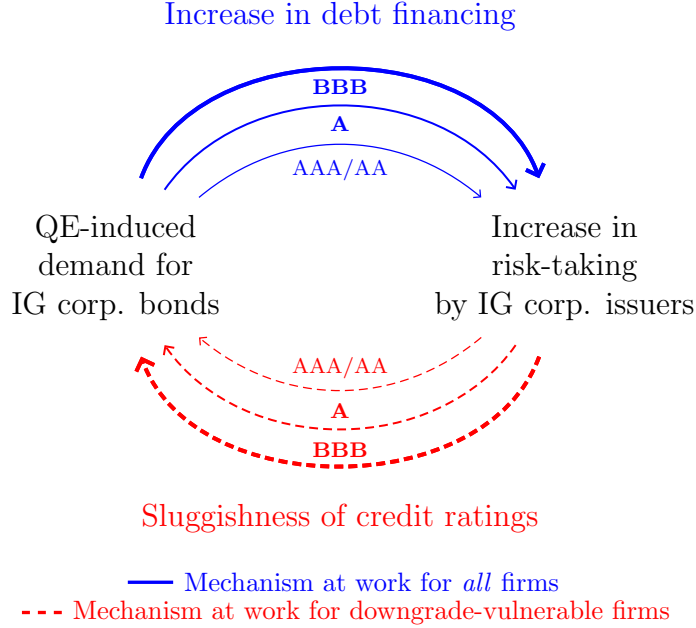 Increase in debt financing
BBB
A
AAA/AA
QE-induced
demand for
IG corp. bonds
Increase in
risk-taking
by IG corp. issuers
AAA/AA
A
BBB
Sluggishness of credit ratings
Mechanism at work for all firms
Mechanism at work for downgrade-vulnerable firms